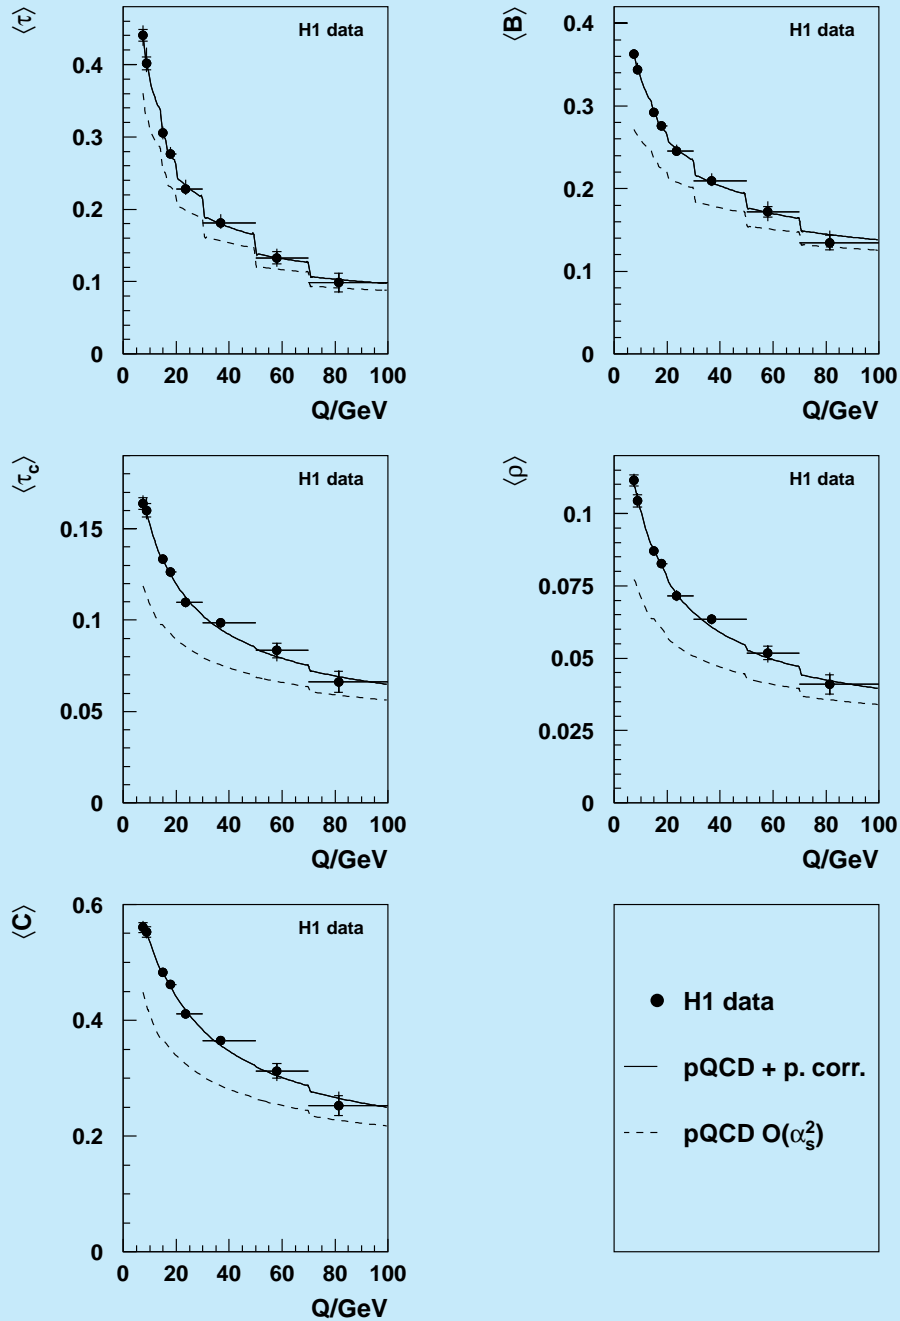 ⟨τ⟩
H1 data
0.4
0.3
0.2
0.1
0
0 20 40 60 80 100
Q/GeV
⟨B⟩
H1 data
0.4
0.3
0.2
0.1
0
0 20 40 60 80 100
Q/GeV
⟨τc⟩
H1 data
0.15
0.1
0.05
0
0 20 40 60 80 100
Q/GeV
⟨ρ⟩
H1 data
0.1
0.075
0.05
0.025
0
0 20 40 60 80 100
Q/GeV
⟨C⟩
H1 data
0.6
0.4
0.2
0
0 20 40 60 80 100
Q/GeV
H1 data
pQCD + p. corr.
pQCD O(α_s^2)